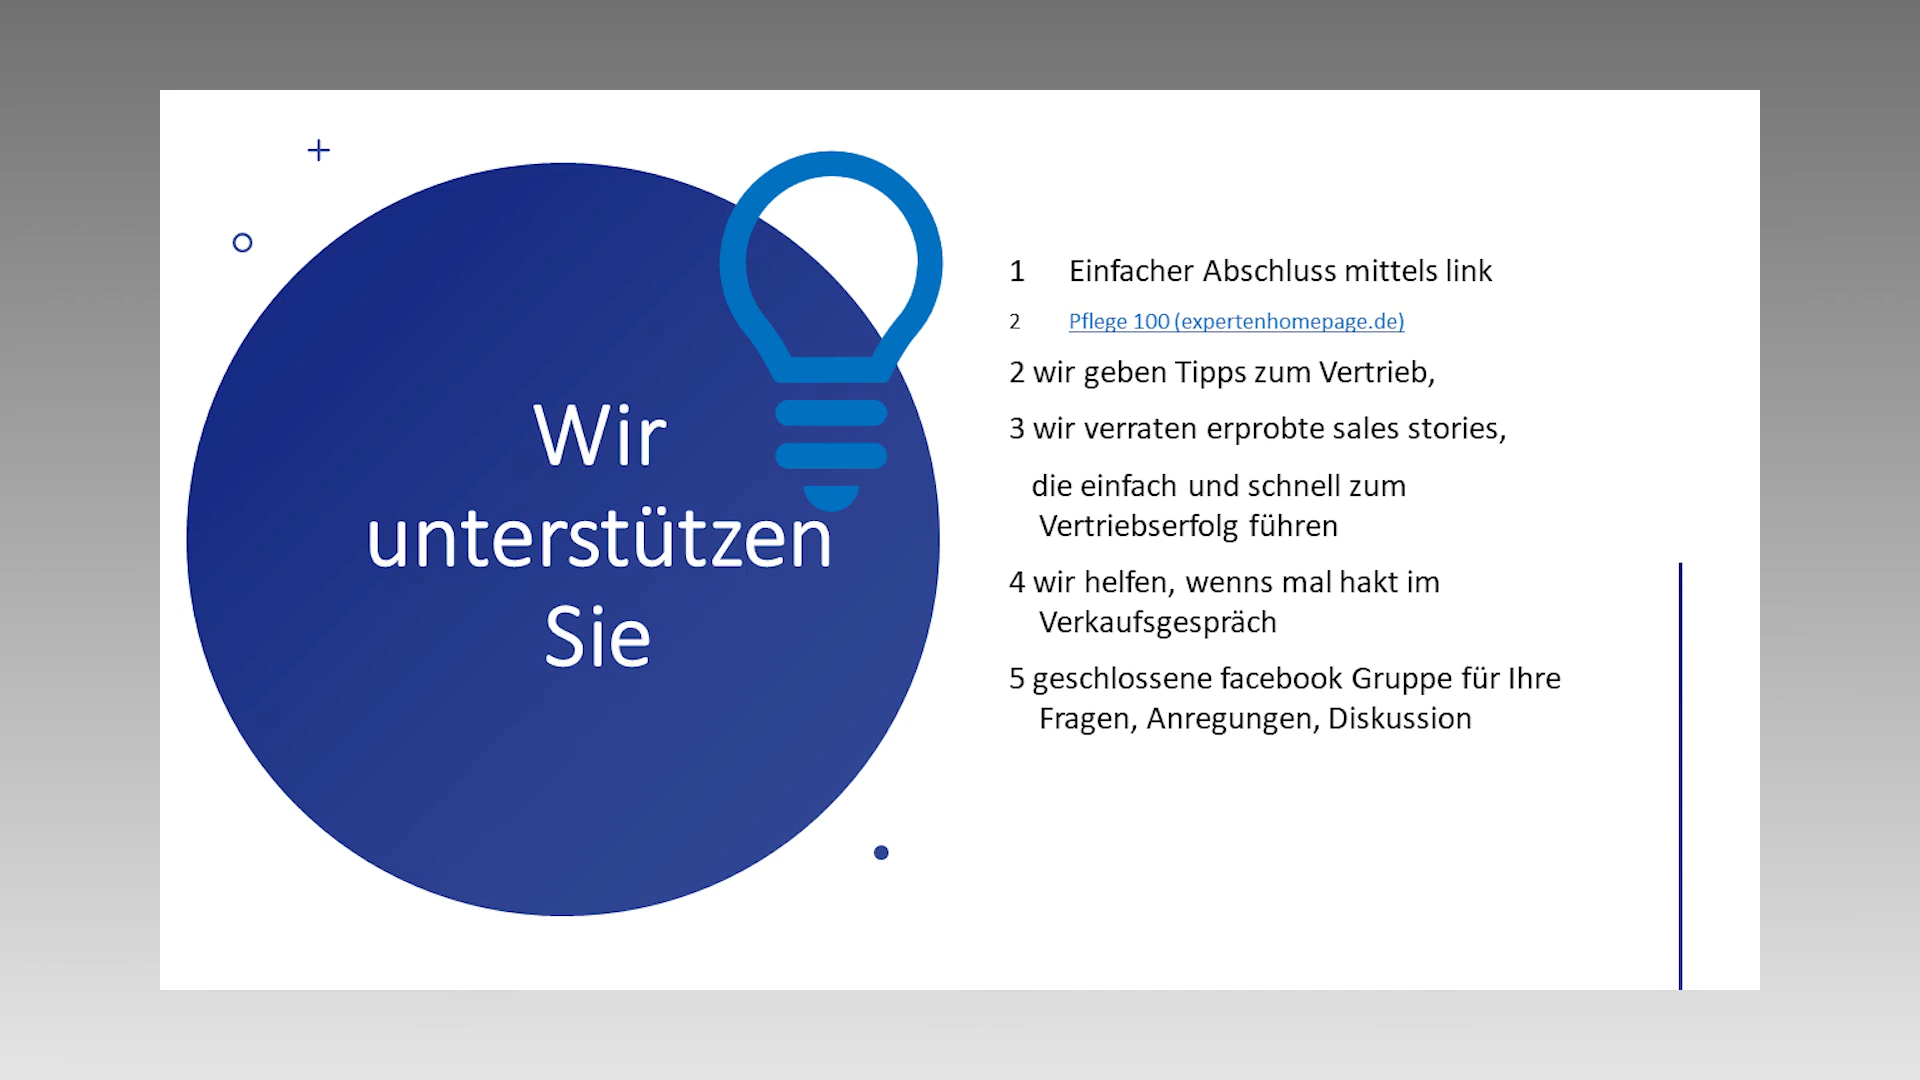 Wir
unterstützen
Sie
1 Einfacher Abschluss mittels link
2 Pflege 100 (expertenhomepage.de)
2 wir geben Tipps zum Vertrieb,
3 wir verraten erprobte sales stories,
die einfach und schnell zum
Vertriebserfolg führen
4 wir helfen, wenns mal hakt im
Verkaufsgespräch
5 geschlossene facebook Gruppe für Ihre
Fragen, Anregungen, Diskussion